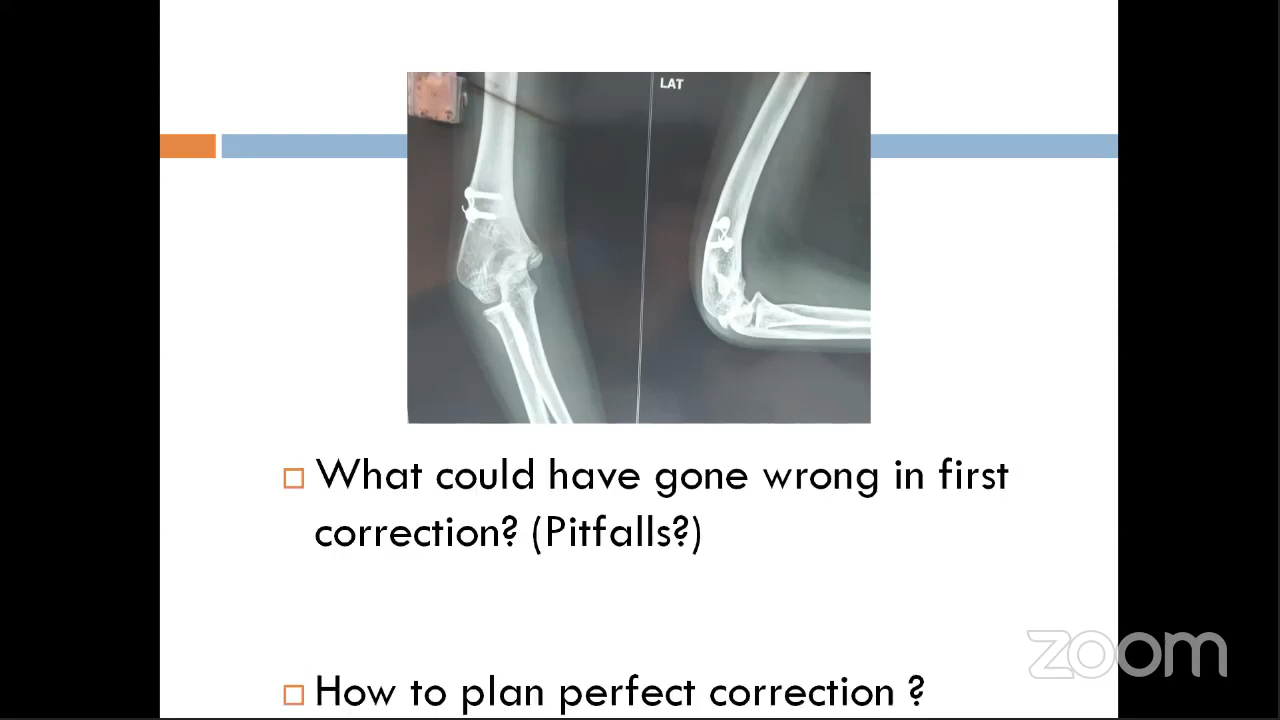 LAT
What could have gone wrong in first
correction? (Pitfalls?)
How to plan perfect correction ?
zoom